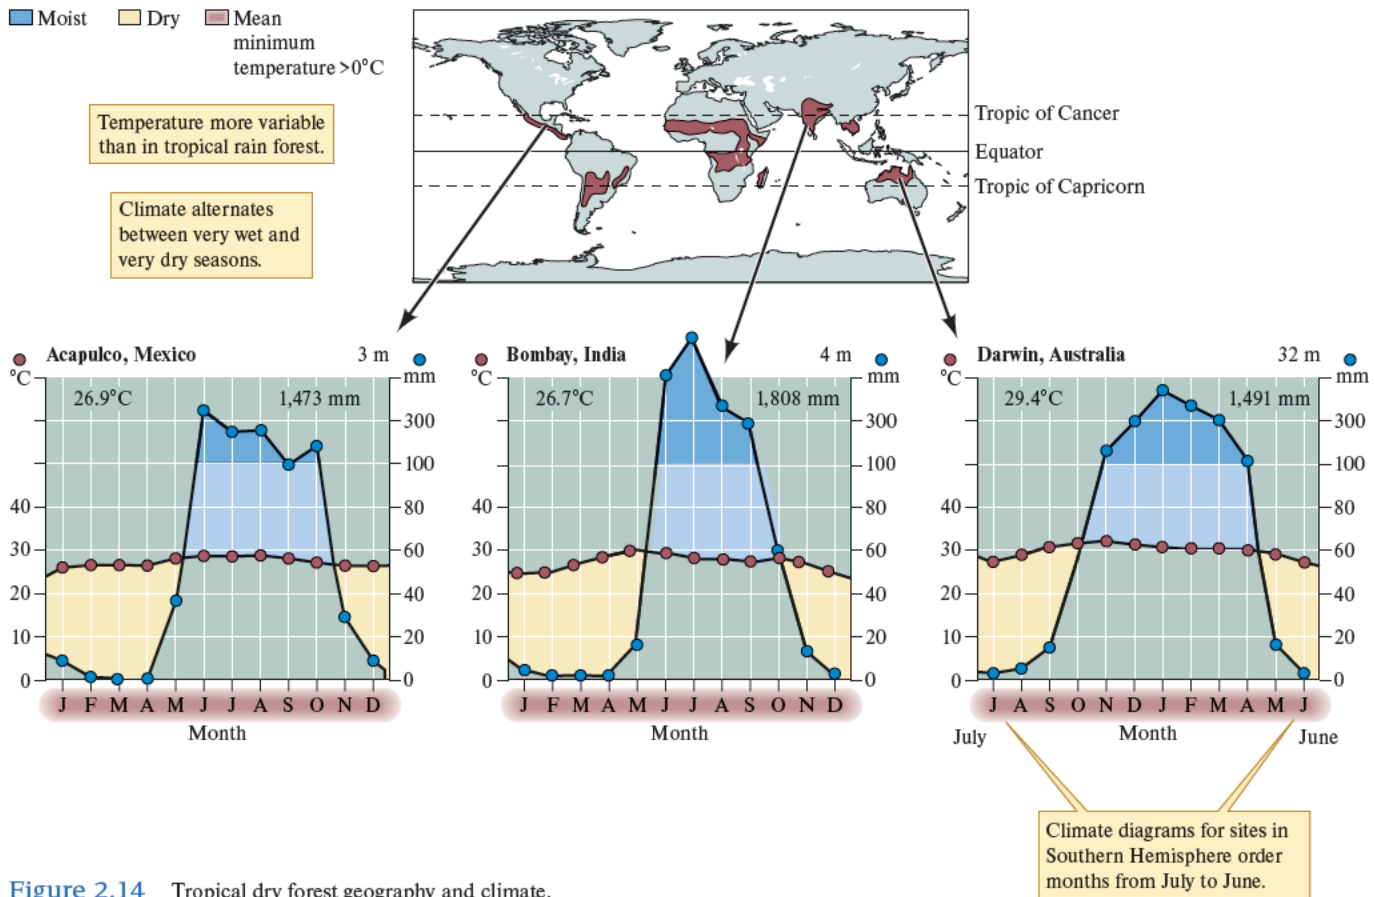 Moist Dry Mean
minimum
temperature >0°C
Temperature more variable
than in tropical rain forest.
Climate alternates
between very wet and
very dry seasons.
Tropic of Cancer
Equator
Tropic of Capricorn
Acapulco, Mexico 3 m
°C mm
26.9°C 1,473 mm
300
100
40 80
30 60
20 40
10 20
0 0
J F M A M J J A S O N D
Month
Bombay, India 4 m
°C mm
26.7°C 1,808 mm
300
100
40 80
30 60
20 40
10 20
0 0
J F M A M J J A S O N D
Month
Darwin, Australia 32 m
°C mm
29.4°C 1,491 mm
300
100
40 80
30 60
20 40
10 20
0 0
J A S O N D J F M A M J
July Month June
Climate diagrams for sites in
Southern Hemisphere order
months from July to June.
Figure 2.14 Tropical dry forest geography and climate.